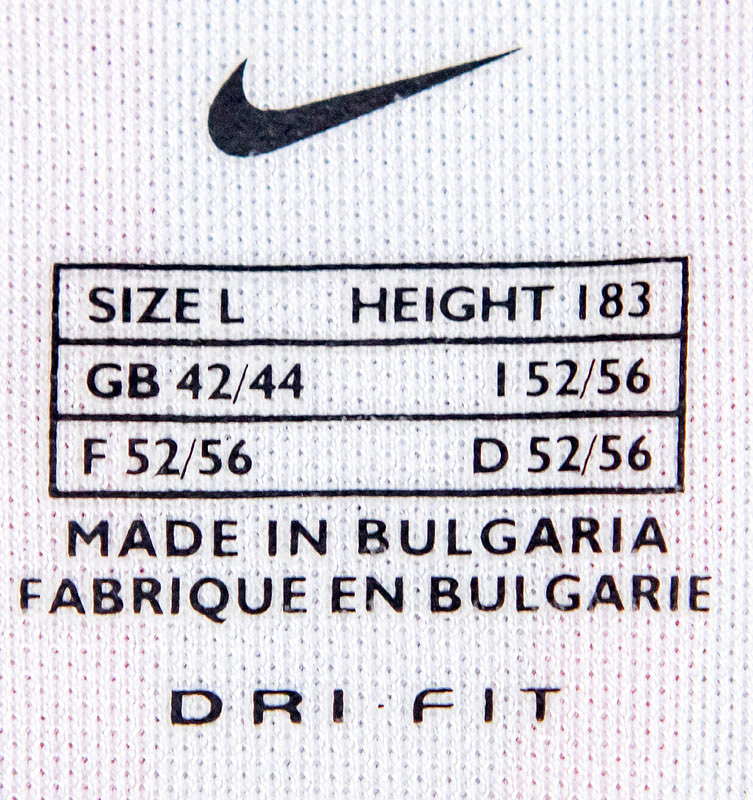 SIZE L HEIGHT 183
GB 42/44 I 52/56
F 52/56 D 52/56
MADE IN BULGARIA
FABRIQUE EN BULGARIE
DRI·FIT